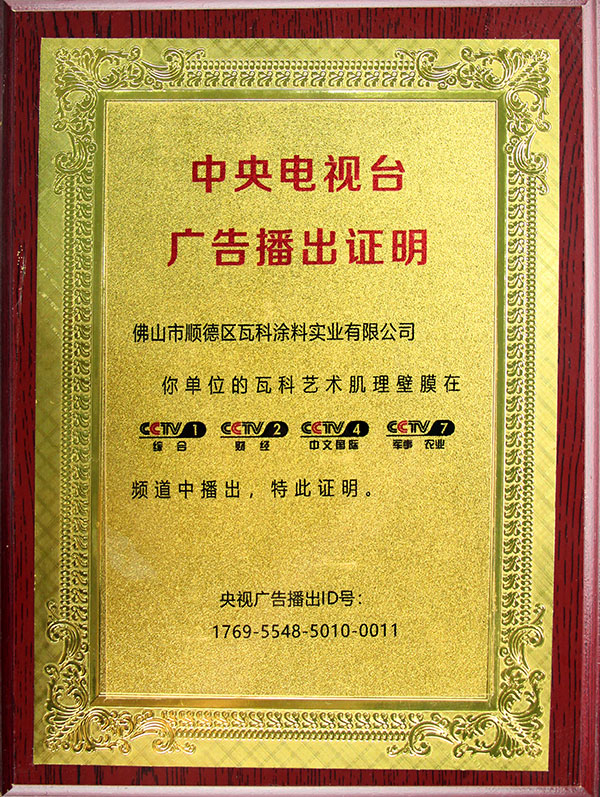 中央电视台
广告播出证明
佛山市顺德区瓦科涂料实业有限公司
你单位的瓦科艺术肌理壁膜在
CCTV 1 CCTV 2 CCTV 4 CCTV 7
综合 财经 中文国际 军事 农业
频道中播出，特此证明。
央视广告播出ID号：
1769-5548-5010-0011